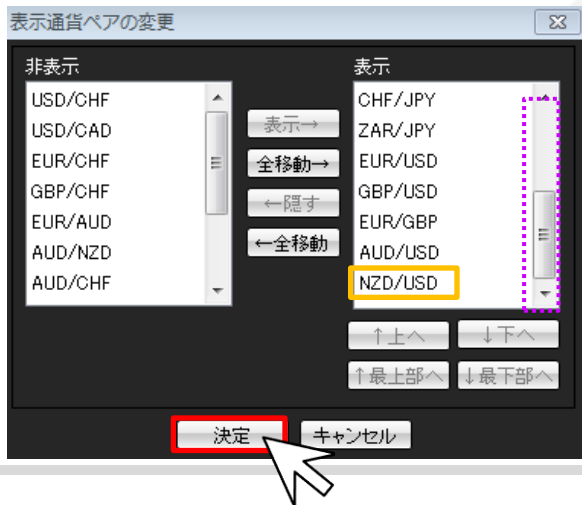 表示通貨ペアの変更
非表示
USD/CHF
USD/CAD
EUR/CHF
GBP/CHF
EUR/AUD
AUD/NZD
AUD/CHF
表示→
全移動→
←隠す
←全移動
表示
CHF/JPY
ZAR/JPY
EUR/USD
GBP/USD
EUR/GBP
AUD/USD
NZD/USD
↑上へ
↓下へ
↑最上部へ
↓最下部へ
決定
キャンセル